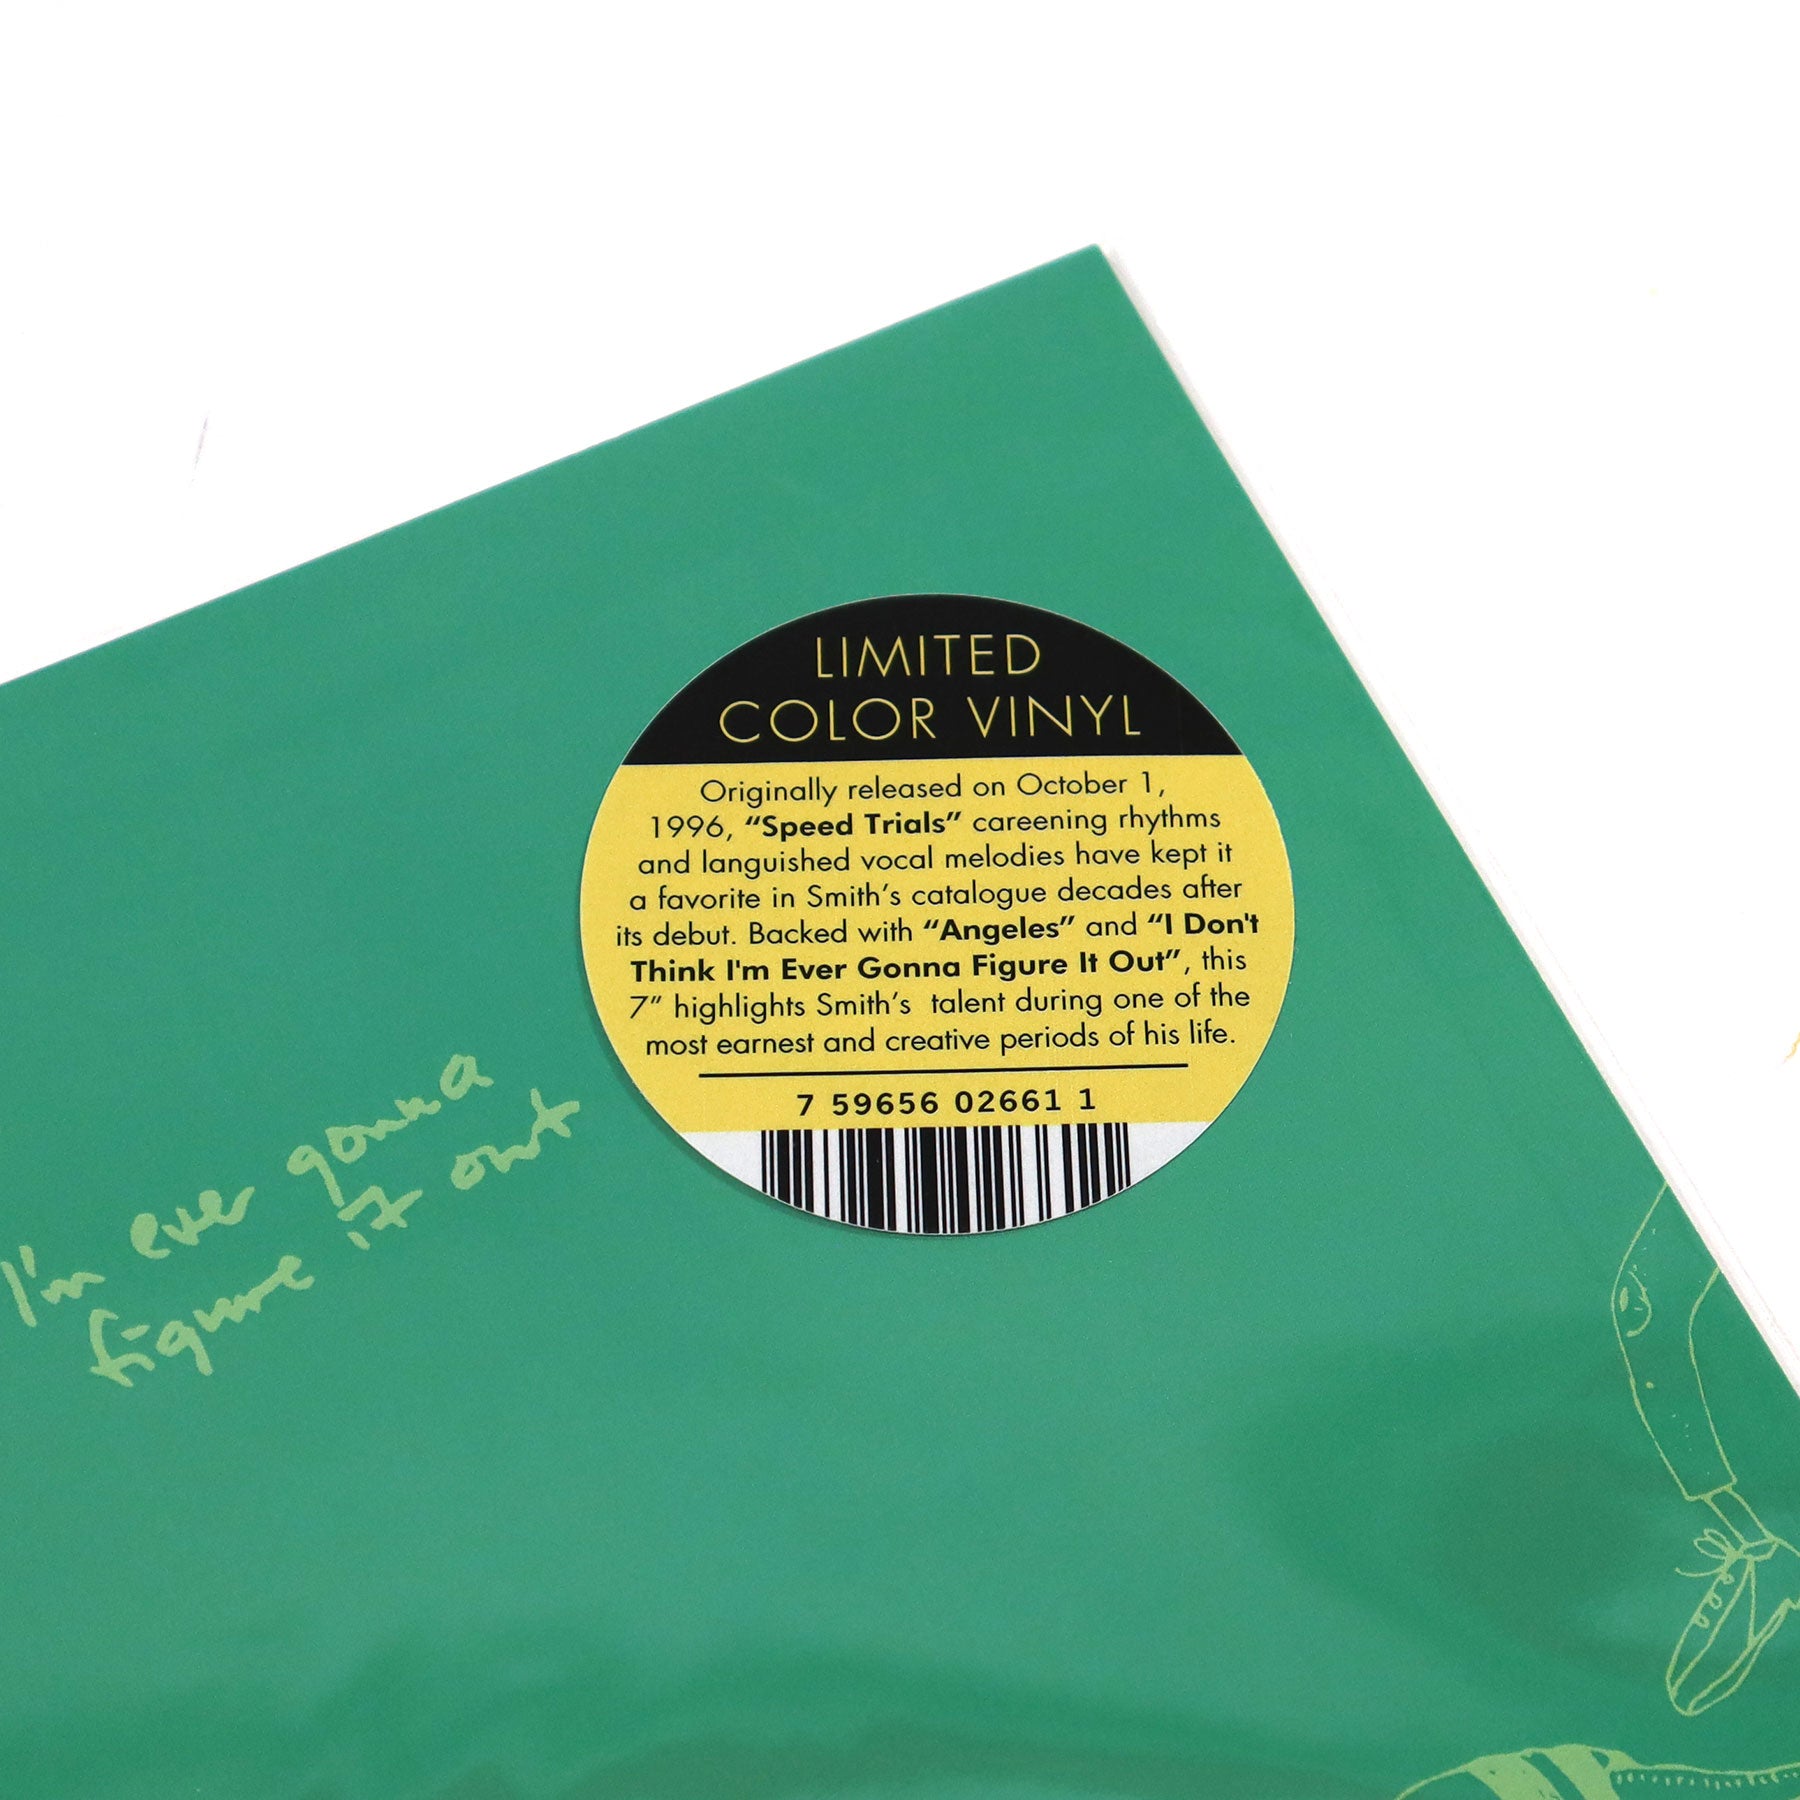 LIMITED
COLOR VINYL
Originally released on October 1,
1996, “Speed Trials” careening rhythms
and languished vocal melodies have kept it
a favorite in Smith’s catalogue decades after
its debut. Backed with “Angeles” and “I Don't
Think I'm Ever Gonna Figure It Out”, this
7” highlights Smith’s talent during one of the
most earnest and creative periods of his life.
7 59656 02661 1
I'm ever gonna
figure it out